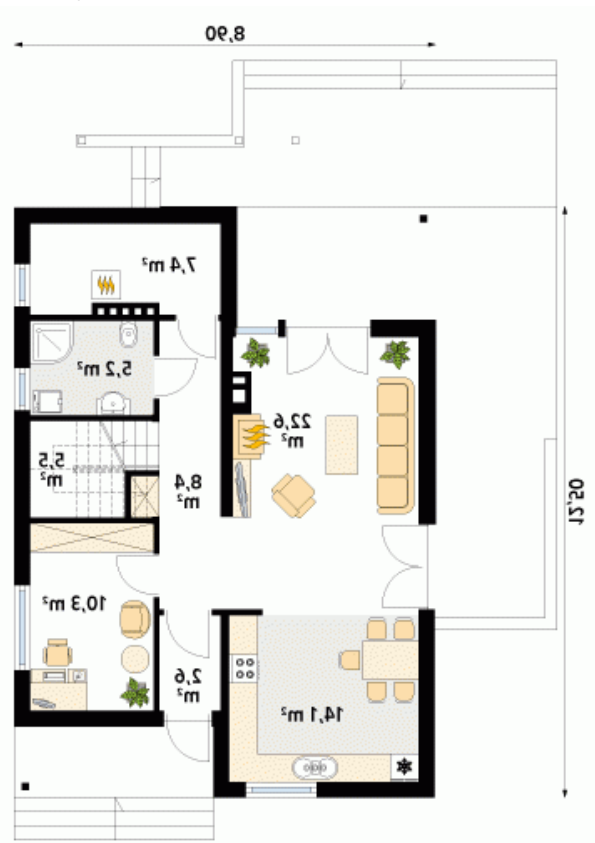 8,90
7,4 m²
5,2 m²
22,6
m²
5,5
m²
8,4
m²
12,50
10,3 m²
2,6
m²
14,1 m²